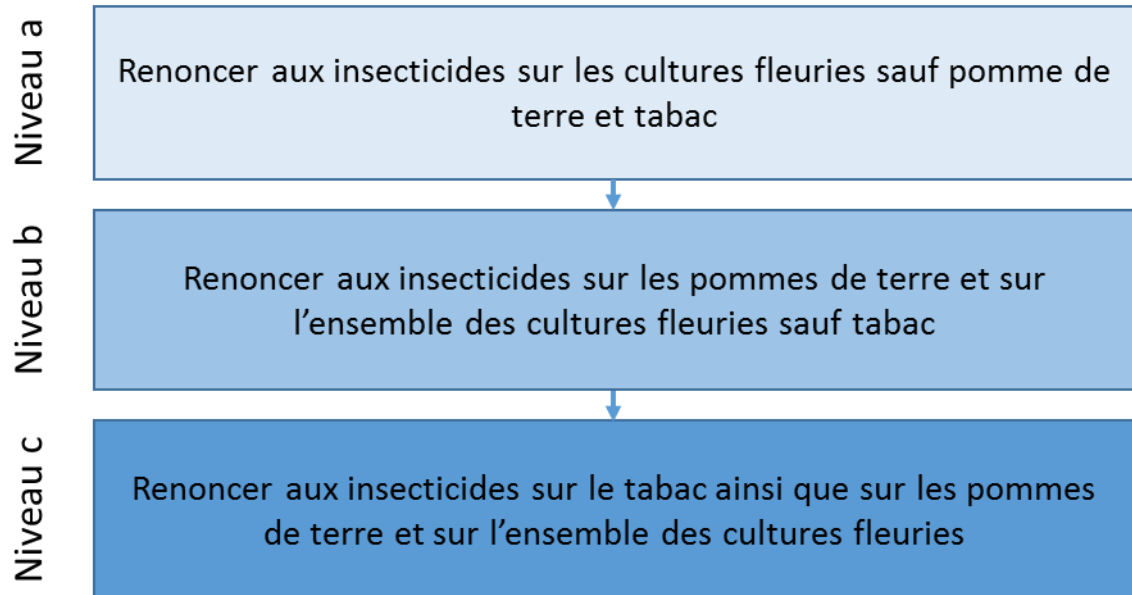 Niveau a
Renoncer aux insecticides sur les cultures fleuries sauf pomme de
terre et tabac
Niveau b
Renoncer aux insecticides sur les pommes de terre et sur
l’ensemble des cultures fleuries sauf tabac
Niveau c
Renoncer aux insecticides sur le tabac ainsi que sur les pommes
de terre et sur l’ensemble des cultures fleuries